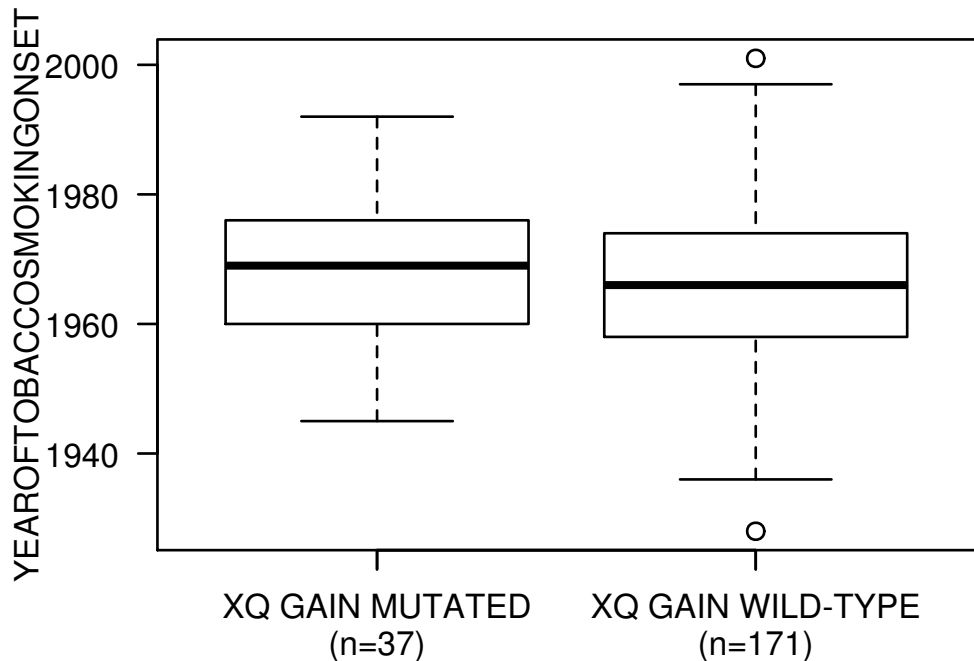 YEAROFTOBACCOSMOKINGONSET
2000
1980
1960
1940
XQ GAIN MUTATED
(n=37)
XQ GAIN WILD-TYPE
(n=171)